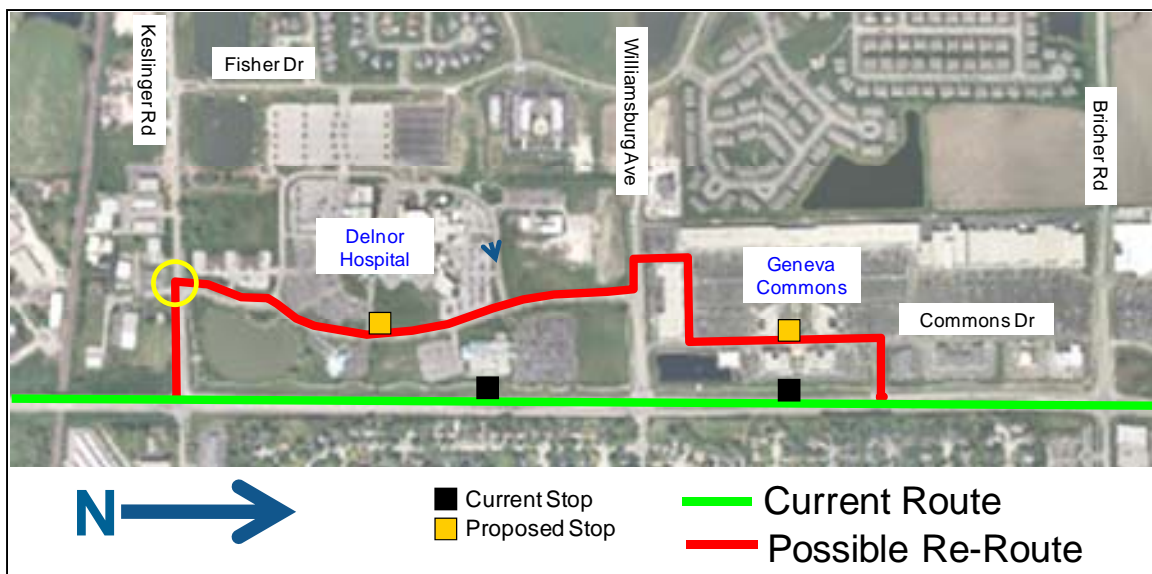 Keslinger Rd
Fisher Dr
Williamsburg Ave
Bricher Rd
Delnor
Hospital
Geneva
Commons
Commons Dr
N
Current Stop
Proposed Stop
Current Route
Possible Re-Route